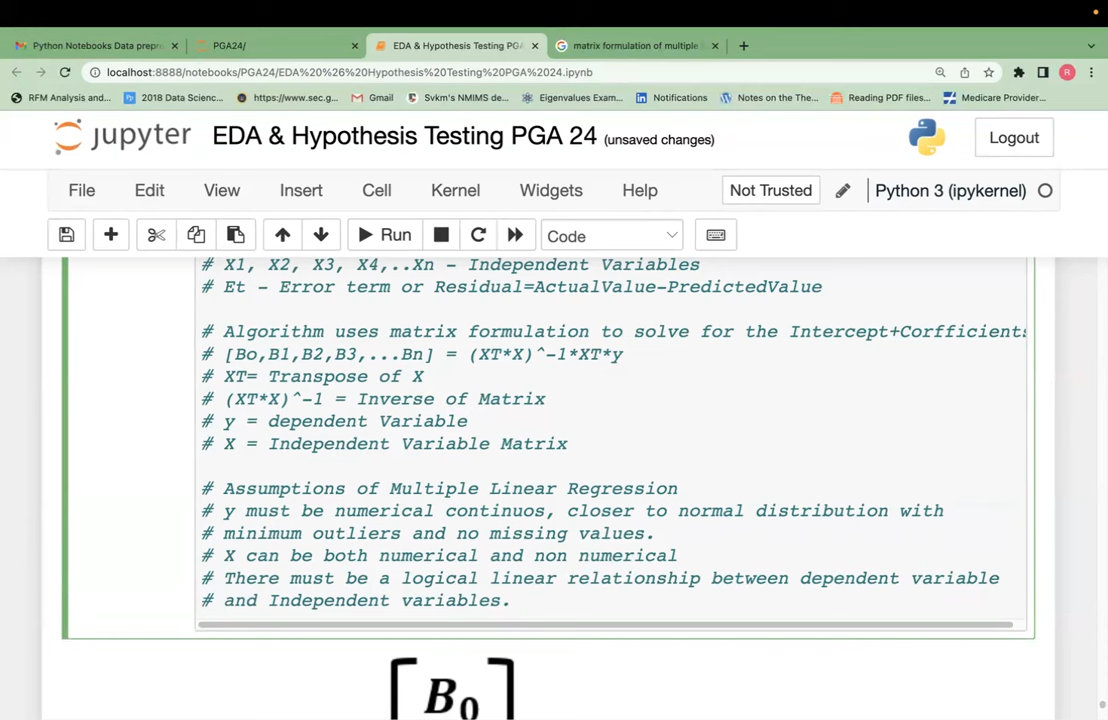 Python Notebooks Data prepr
PGA24/
EDA & Hypothesis Testing PGA
matrix formulation of multiple
localhost:8888/notebooks/PGA24/EDA%20%26%20Hypothesis%20Testing%20PGA%2024.ipynb
RFM Analysis and...
2018 Data Scienc...
https://www.sec.g...
Gmail
Svkm's NMIMS de...
Eigenvalues Exam...
Notifications
Notes on the The...
Reading PDF files...
Medicare Provider...
jupyter
EDA & Hypothesis Testing PGA 24 (unsaved changes)
Logout
File Edit View Insert Cell Kernel Widgets Help
Not Trusted
Python 3 (ipykernel)
Run
Code
# X1, X2, X3, X4,..Xn - Independent Variables
# Et - Error term or Residual=ActualValue-PredictedValue
# Algorithm uses matrix formulation to solve for the Intercept+Corfficients
# [Bo,B1,B2,B3,...Bn] = (XT*X)^-1*XT*y
# XT= Transpose of X
# (XT*X)^-1 = Inverse of Matrix
# y = dependent Variable
# X = Independent Variable Matrix
# Assumptions of Multiple Linear Regression
# y must be numerical continuos, closer to normal distribution with
# minimum outliers and no missing values.
# X can be both numerical and non numerical
# There must be a logical linear relationship between dependent variable
# and Independent variables.
B0